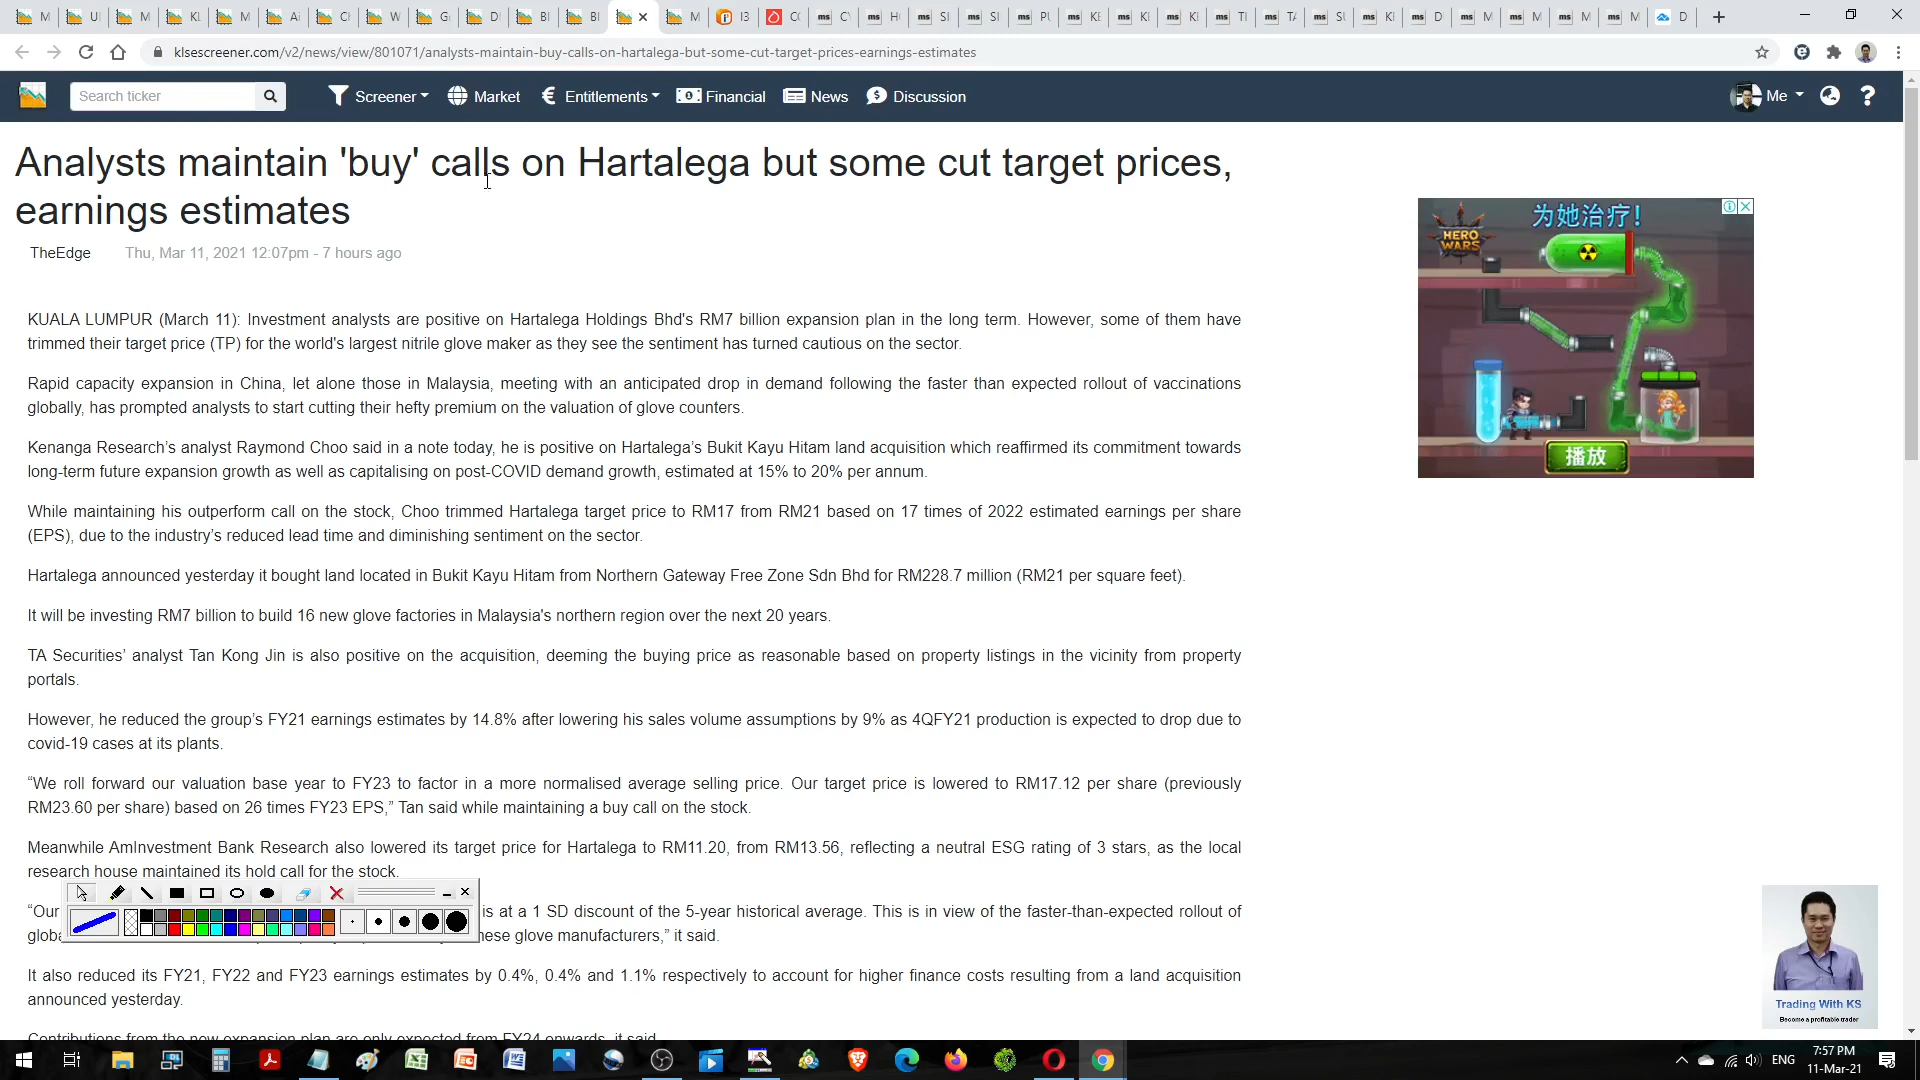 klsescreener.com/v2/news/view/801071/analysts-maintain-buy-calls-on-hartalega-but-some-cut-target-prices-earnings-estimates
Search ticker
Screener
Market
Entitlements
Financial
News
Discussion
Me
Analysts maintain 'buy' calls on Hartalega but some cut target prices,
earnings estimates
TheEdge
Thu, Mar 11, 2021 12:07pm - 7 hours ago
为她治疗!
HERO
WARS
播放
KUALA LUMPUR (March 11): Investment analysts are positive on Hartalega Holdings Bhd's RM7 billion expansion plan in the long term. However, some of them have
trimmed their target price (TP) for the world's largest nitrile glove maker as they see the sentiment has turned cautious on the sector.
Rapid capacity expansion in China, let alone those in Malaysia, meeting with an anticipated drop in demand following the faster than expected rollout of vaccinations
globally, has prompted analysts to start cutting their hefty premium on the valuation of glove counters.
Kenanga Research’s analyst Raymond Choo said in a note today, he is positive on Hartalega’s Bukit Kayu Hitam land acquisition which reaffirmed its commitment towards
long-term future expansion growth as well as capitalising on post-COVID demand growth, estimated at 15% to 20% per annum.
While maintaining his outperform call on the stock, Choo trimmed Hartalega target price to RM17 from RM21 based on 17 times of 2022 estimated earnings per share
(EPS), due to the industry’s reduced lead time and diminishing sentiment on the sector.
Hartalega announced yesterday it bought land located in Bukit Kayu Hitam from Northern Gateway Free Zone Sdn Bhd for RM228.7 million (RM21 per square feet).
It will be investing RM7 billion to build 16 new glove factories in Malaysia's northern region over the next 20 years.
TA Securities’ analyst Tan Kong Jin is also positive on the acquisition, deeming the buying price as reasonable based on property listings in the vicinity from property
portals.
However, he reduced the group’s FY21 earnings estimates by 14.8% after lowering his sales volume assumptions by 9% as 4QFY21 production is expected to drop due to
covid-19 cases at its plants.
“We roll forward our valuation base year to FY23 to factor in a more normalised average selling price. Our target price is lowered to RM17.12 per share (previously
RM23.60 per share) based on 26 times FY23 EPS,” Tan said while maintaining a buy call on the stock.
Meanwhile AmInvestment Bank Research also lowered its target price for Hartalega to RM11.20, from RM13.56, reflecting a neutral ESG rating of 3 stars, as the local
research house maintained its hold call for the stock.
“Our is at a 1 SD discount of the 5-year historical average. This is in view of the faster-than-expected rollout of
manufacturers,” it said.
It also reduced its FY21, FY22 and FY23 earnings estimates by 0.4%, 0.4% and 1.1% respectively to account for higher finance costs resulting from a land acquisition
announced yesterday.
Contributions from the new expansion plan are only expected from FY24 onwards, it said.
Trading With KS
Become a profitable trader
ENG
7:57 PM
11-Mar-21